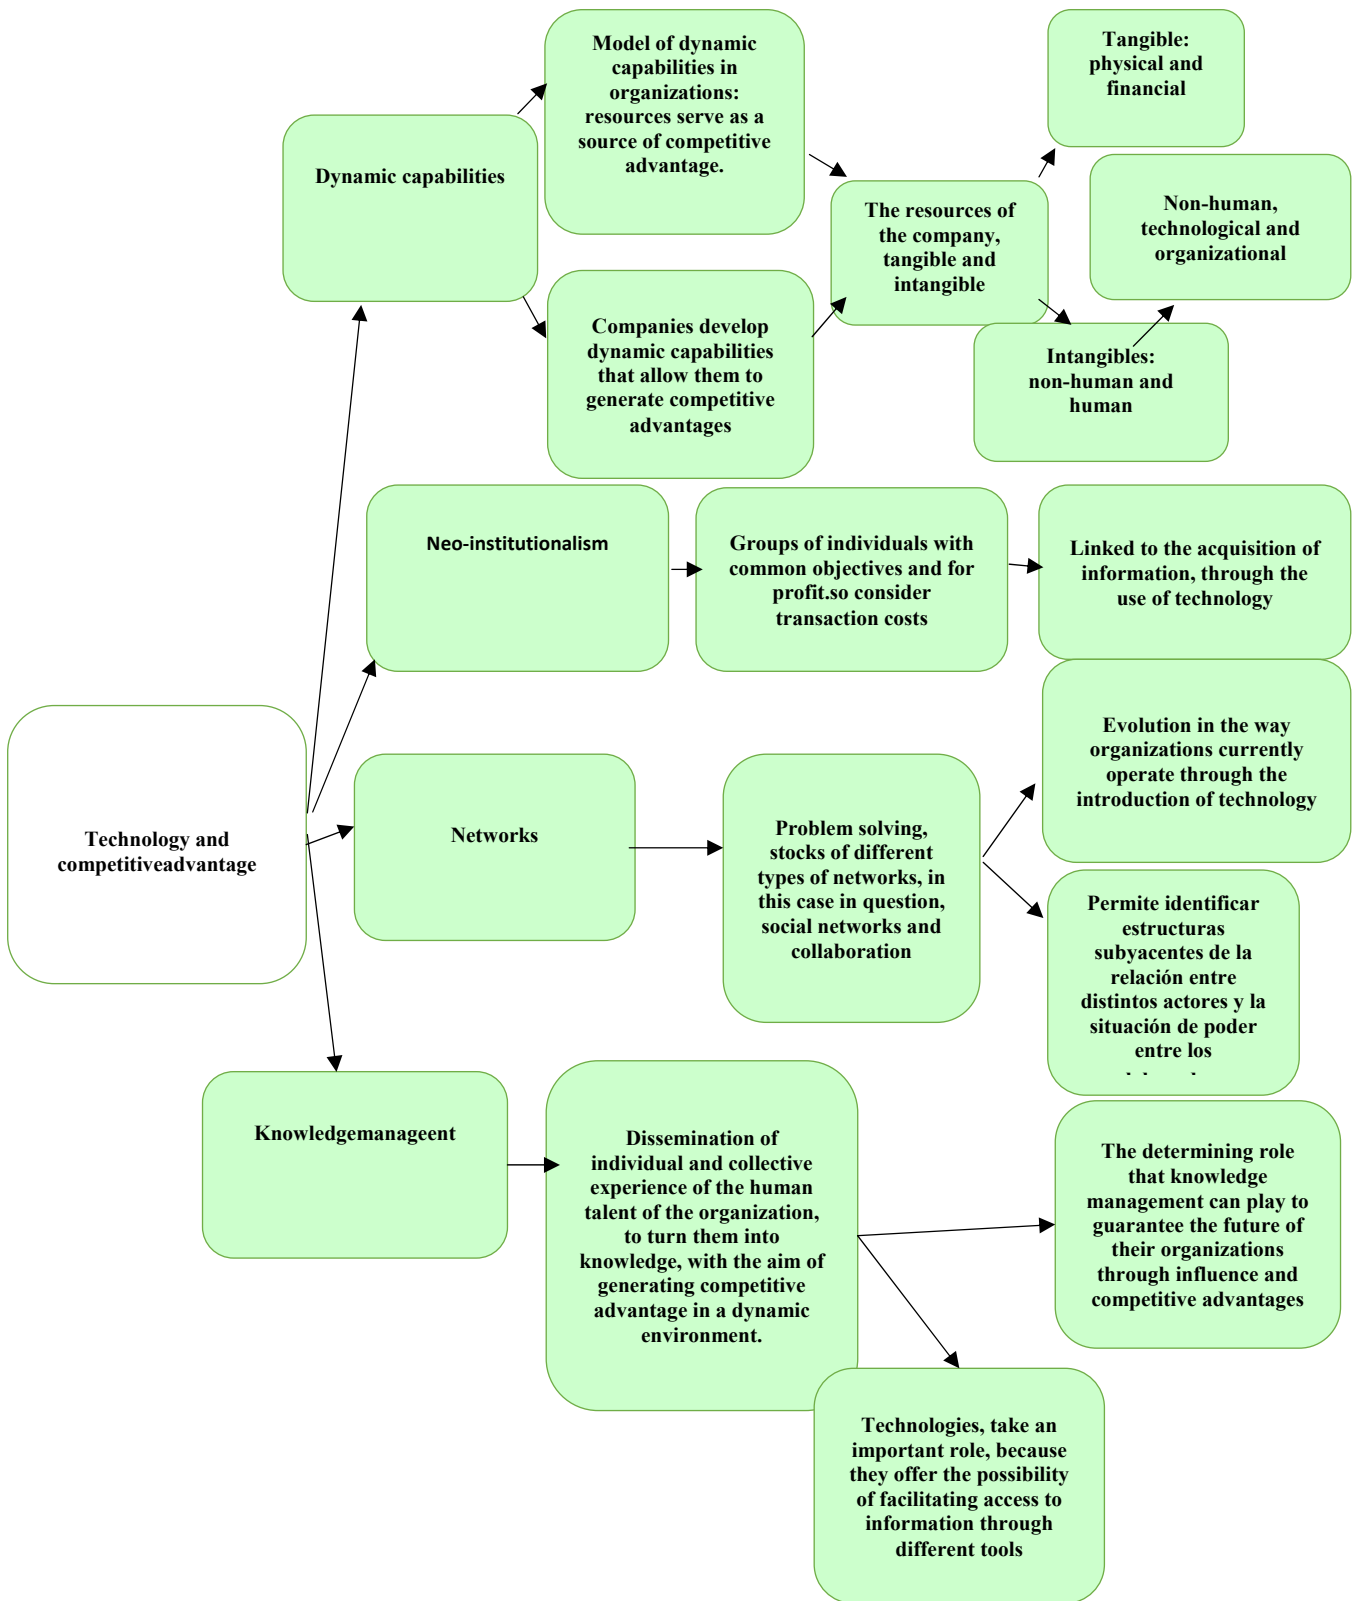 Model of dynamic
capabilities in
organizations:
resources serve as a
source of competitive
advantage.
Tangible:
physical and
financial
Dynamic capabilities
The resources of
the company,
tangible and
intangible
Non-human,
technological and
organizational
Companies develop
dynamic capabilities
that allow them to
generate competitive
advantages
Intangibles:
non-human and
human
Neo-institutionalism
Groups of individuals with
common objectives and for
profit.so consider
transaction costs
Linked to the acquisition of
information, through the
use of technology
Technology and
competitiveadvantage
Networks
Problem solving,
stocks of different
types of networks, in
this case in question,
social networks and
collaboration
Evolution in the way
organizations currently
operate through the
introduction of technology
Permite identificar
estructuras
subyacentes de la
relación entre
distintos actores y la
situación de poder
entre los
Knowledgemanageent
Dissemination of
individual and collective
experience of the human
talent of the organization,
to turn them into
knowledge, with the aim of
generating competitive
advantage in a dynamic
environment.
The determining role
that knowledge
management can play to
guarantee the future of
their organizations
through influence and
competitive advantages
Technologies, take an
important role, because
they offer the possibility
of facilitating access to
information through
different tools